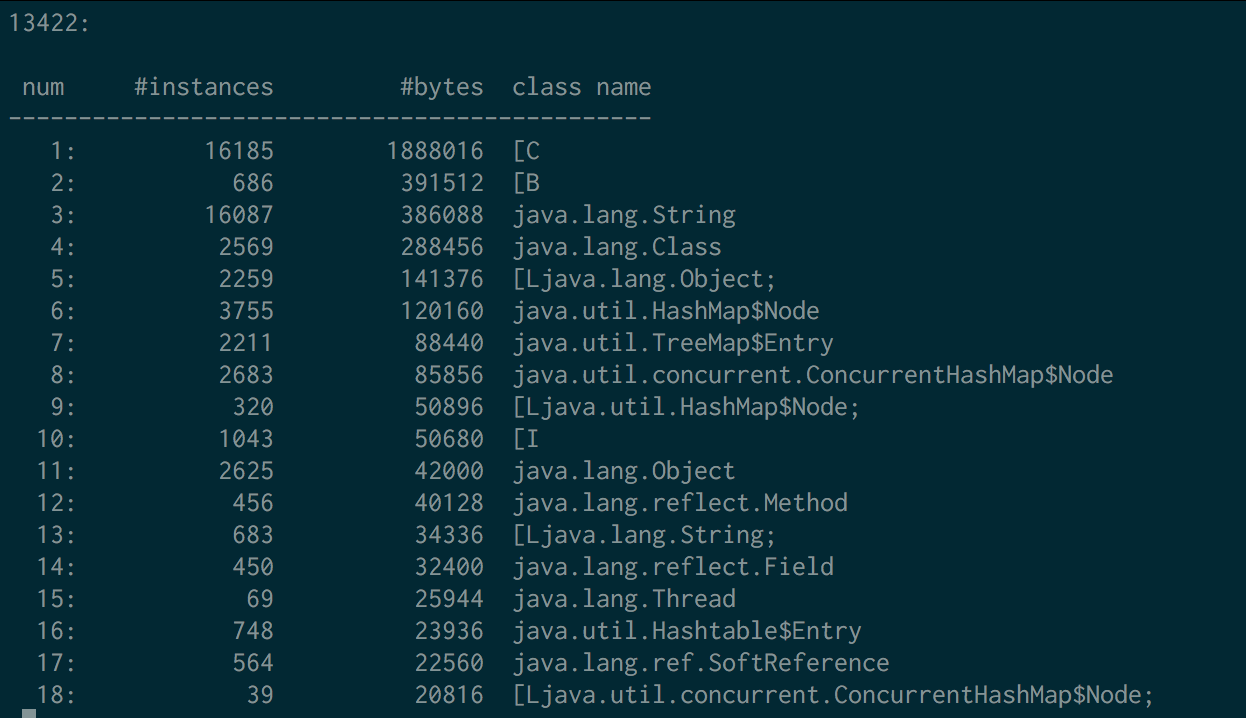 13422:
num #instances #bytes class name
----------------------------------------------
1: 16185 1888016 [C
2: 686 391512 [B
3: 16087 386088 java.lang.String
4: 2569 288456 java.lang.Class
5: 2259 141376 [Ljava.lang.Object;
6: 3755 120160 java.util.HashMap$Node
7: 2211 88440 java.util.TreeMap$Entry
8: 2683 85856 java.util.concurrent.ConcurrentHashMap$Node
9: 320 50896 [Ljava.util.HashMap$Node;
10: 1043 50680 [I
11: 2625 42000 java.lang.Object
12: 456 40128 java.lang.reflect.Method
13: 683 34336 [Ljava.lang.String;
14: 450 32400 java.lang.reflect.Field
15: 69 25944 java.lang.Thread
16: 748 23936 java.util.Hashtable$Entry
17: 564 22560 java.lang.ref.SoftReference
18: 39 20816 [Ljava.util.concurrent.ConcurrentHashMap$Node;